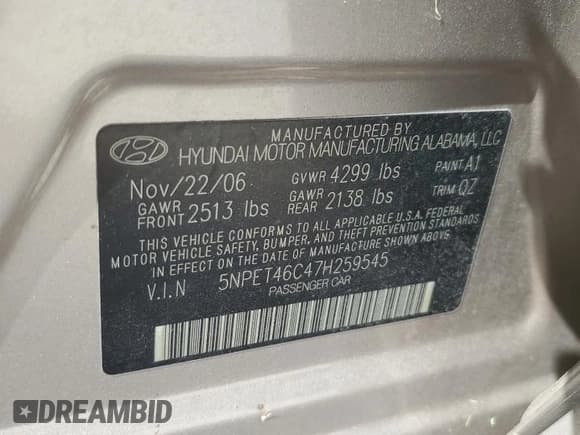 MANUFACTURED BY
HYUNDAI MOTOR MANUFACTURING ALABAMA, LLC
Nov/22/06 GVWR 4299 lbs PAINT A1
GAWR FRONT 2513 lbs GAWR REAR 2138 lbs TRIM QZ
THIS VEHICLE CONFORMS TO ALL APPLICABLE U.S.A. FEDERAL
MOTOR VEHICLE SAFETY, BUMPER, AND THEFT PREVENTION STANDARDS
IN EFFECT ON THE DATE OF MANUFACTURE SHOWN ABOVE.
V.I.N 5NPET46C47H259545
PASSENGER CAR
DREAMBID